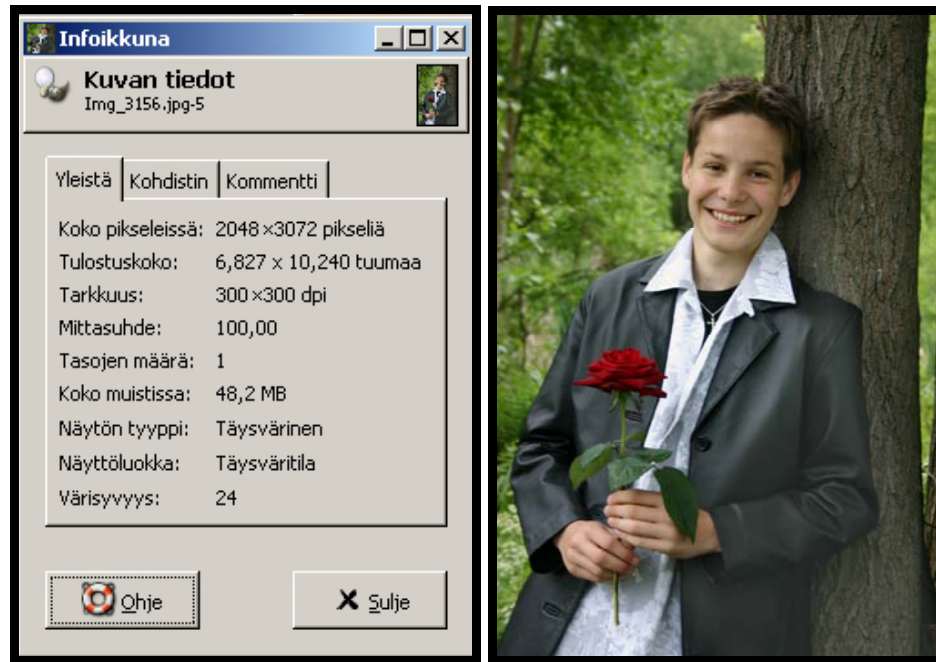 Infoikkuna
Kuvan tiedot
Img_3156.jpg-5
Yleistä Kohdistin Kommentti
Koko pikseleissä: 2048×3072 pikseliä
Tulostuskoko: 6,827 x 10,240 tuumaa
Tarkkuus: 300×300 dpi
Mittasuhde: 100,00
Tasojen määrä: 1
Koko muistissa: 48,2 MB
Näytön tyyppi: Täysvärinen
Näyttöluokka: Täysväritila
Värisyvyys: 24
Ohje Sulje